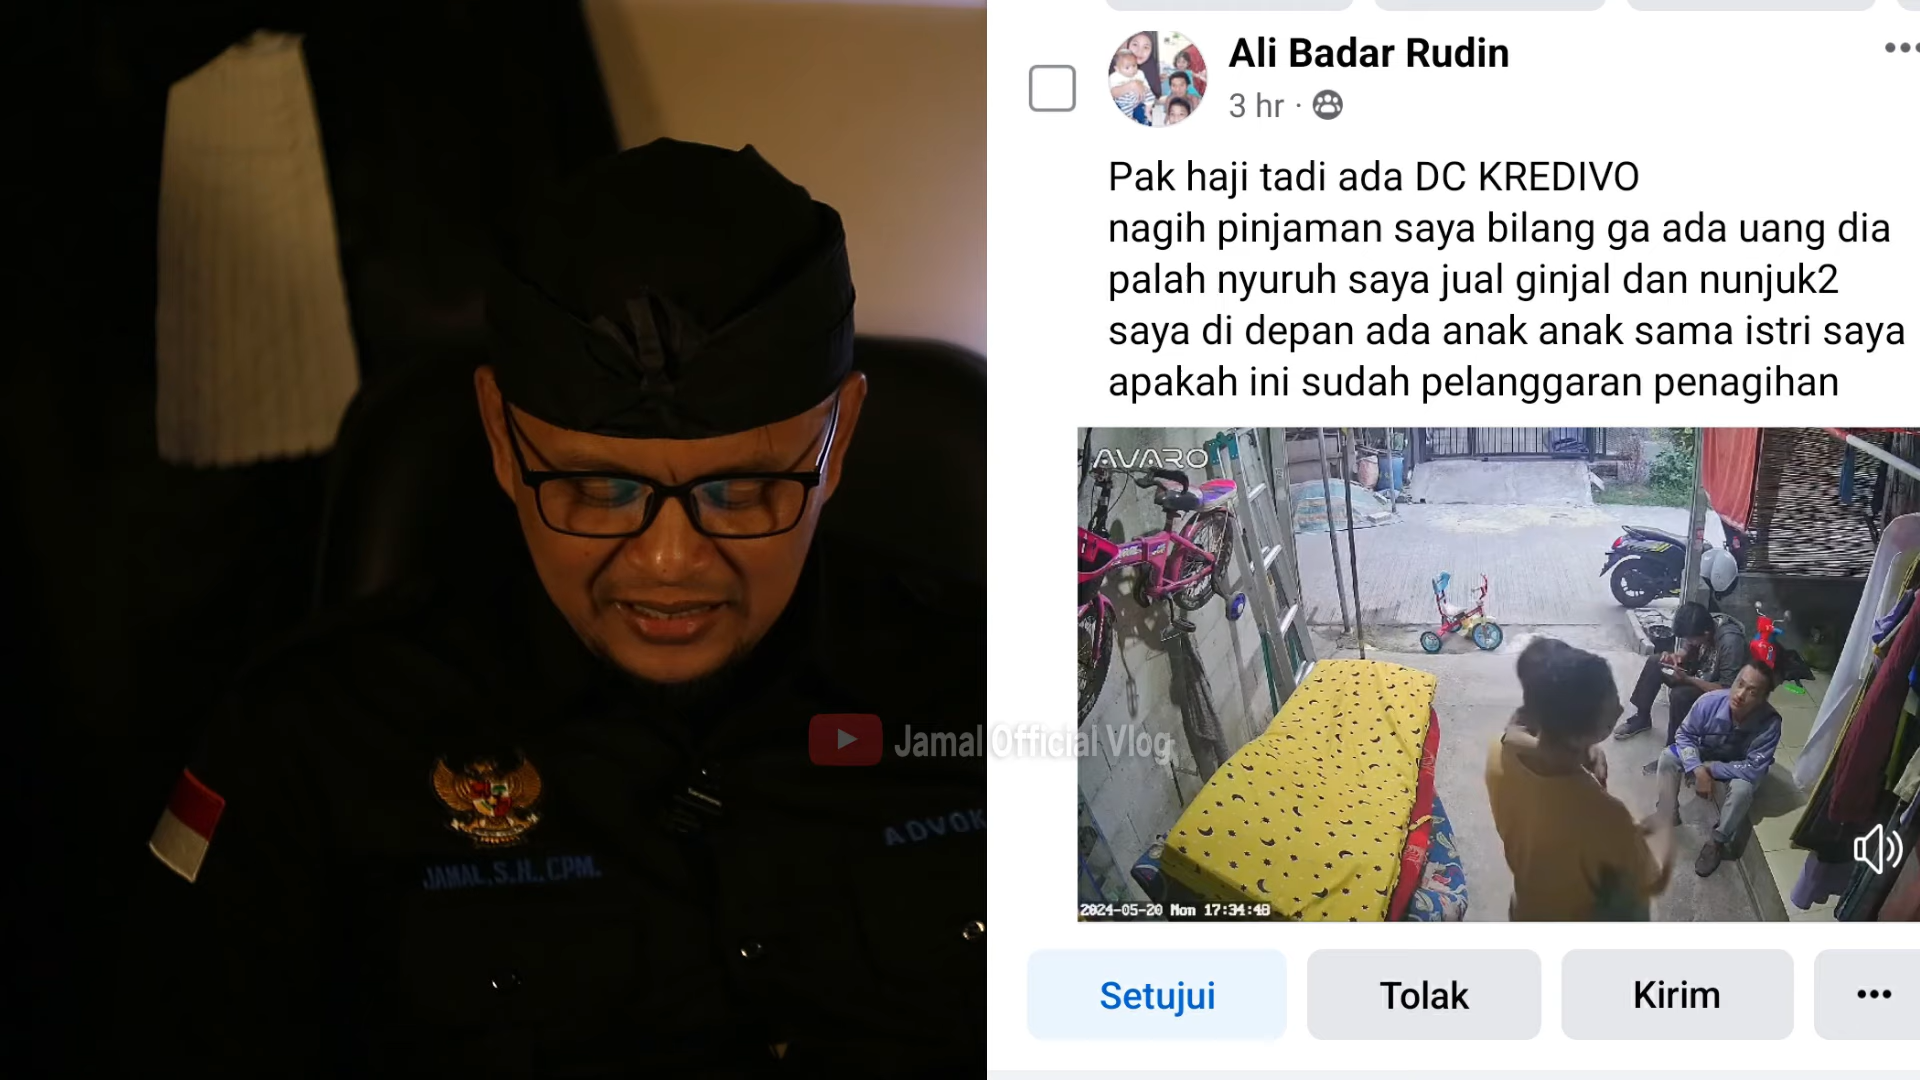 Ali Badar Rudin
3 hr ·
Pak haji tadi ada DC KREDIVO
nagih pinjaman saya bilang ga ada uang dia
palah nyuruh saya jual ginjal dan nunjuk2
saya di depan ada anak anak sama istri saya
apakah ini sudah pelanggaran penagihan
AVARO
Jamal Official Vlog
ADVOK
JAMAL.S.H.,CPM.
2024-05-20 Mon 17:34:48
Setujui
Tolak
Kirim